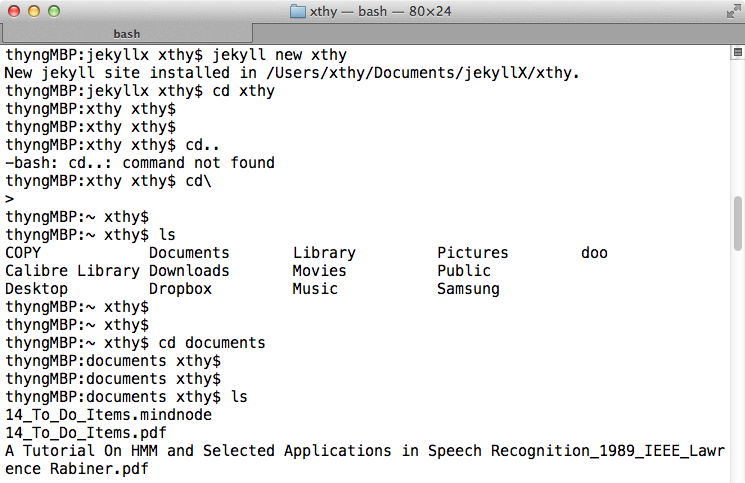 xthy — bash — 80×24
bash
thyngMBP:jekyllx xthy$ jekyll new xthy
New jekyll site installed in /Users/xthy/Documents/jekyllX/xthy.
thyngMBP:jekyllx xthy$ cd xthy
thyngMBP:xthy xthy$
thyngMBP:xthy xthy$
thyngMBP:xthy xthy$ cd..
-bash: cd..: command not found
thyngMBP:xthy xthy$ cd\
>
thyngMBP:~ xthy$
thyngMBP:~ xthy$ ls
COPY            Documents       Library         Pictures        doo
Calibre Library Downloads       Movies          Public
Desktop         Dropbox         Music           Samsung
thyngMBP:~ xthy$
thyngMBP:~ xthy$
thyngMBP:~ xthy$ cd documents
thyngMBP:documents xthy$
thyngMBP:documents xthy$
thyngMBP:documents xthy$ ls
14_To_Do_Items.mindnode
14_To_Do_Items.pdf
A Tutorial On HMM and Selected Applications in Speech Recognition_1989_IEEE_Lawr
ence Rabiner.pdf